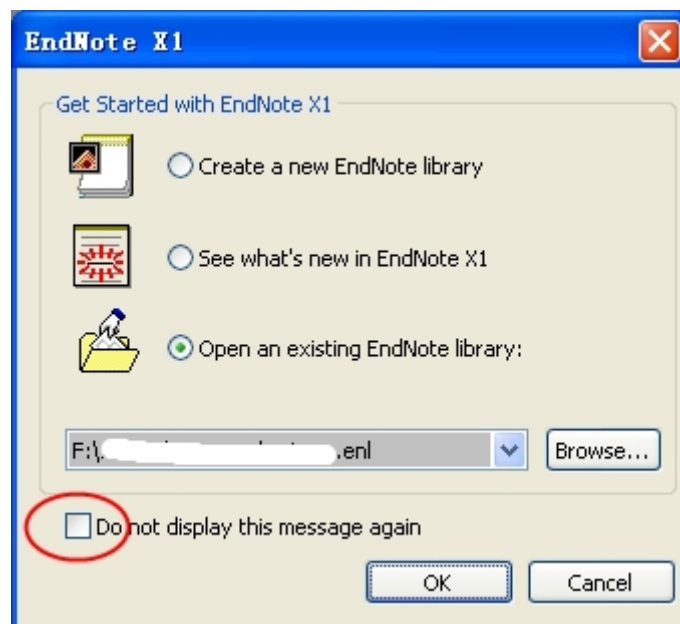 EndNote X1
Get Started with EndNote X1
Create a new EndNote library
See what's new in EndNote X1
Open an existing EndNote library:
F:\ .enl
Browse...
Do not display this message again
OK
Cancel